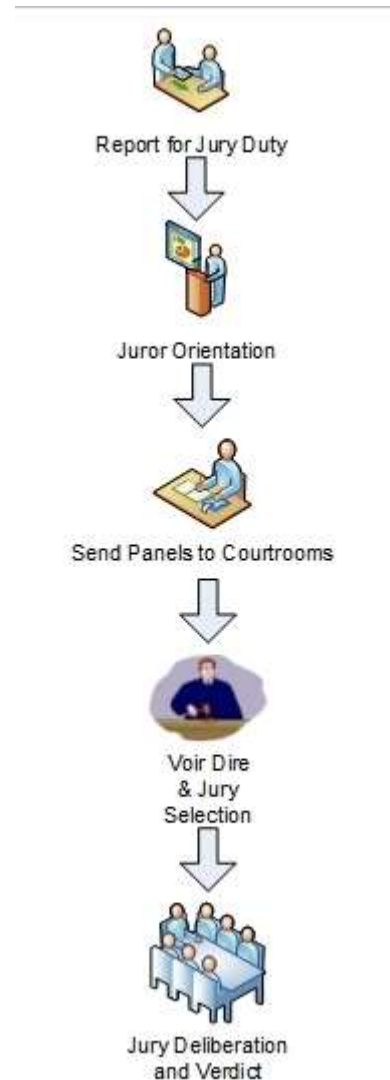 Report for Jury Duty
Juror Orientation
Send Panels to Courtrooms
Voir Dire
& Jury
Selection
Jury Deliberation
and Verdict